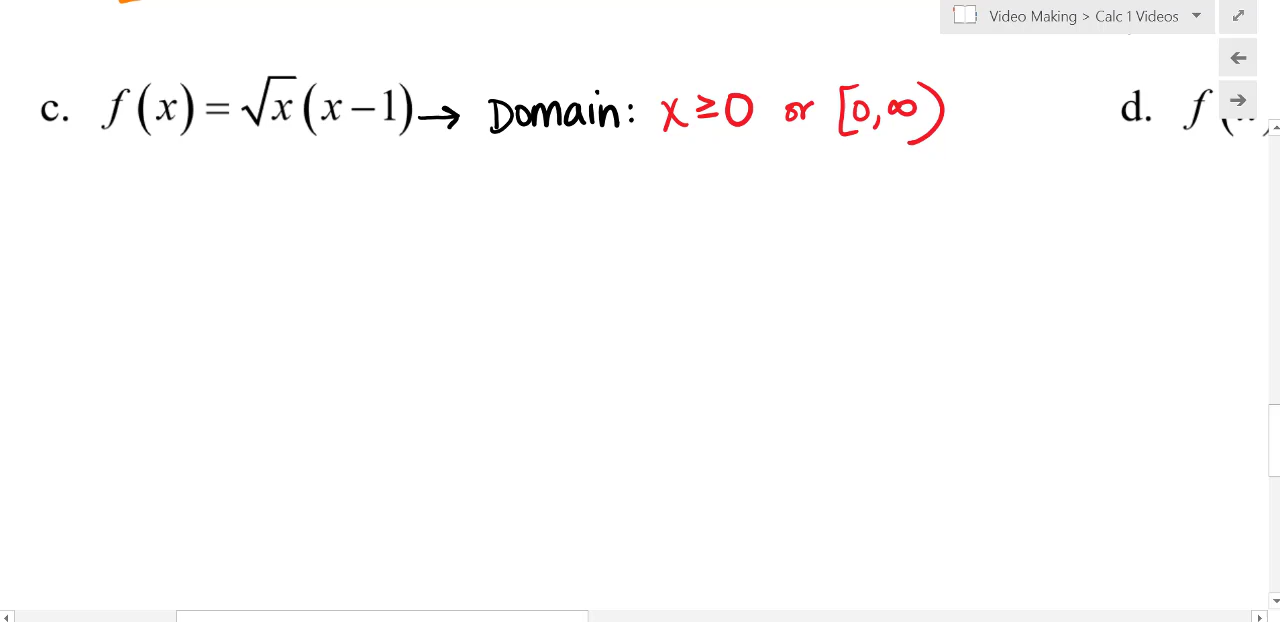 Video Making > Calc 1 Videos
c. f(x) = √x(x−1) → Domain: x ≥ 0 or [0, ∞)
d. f(